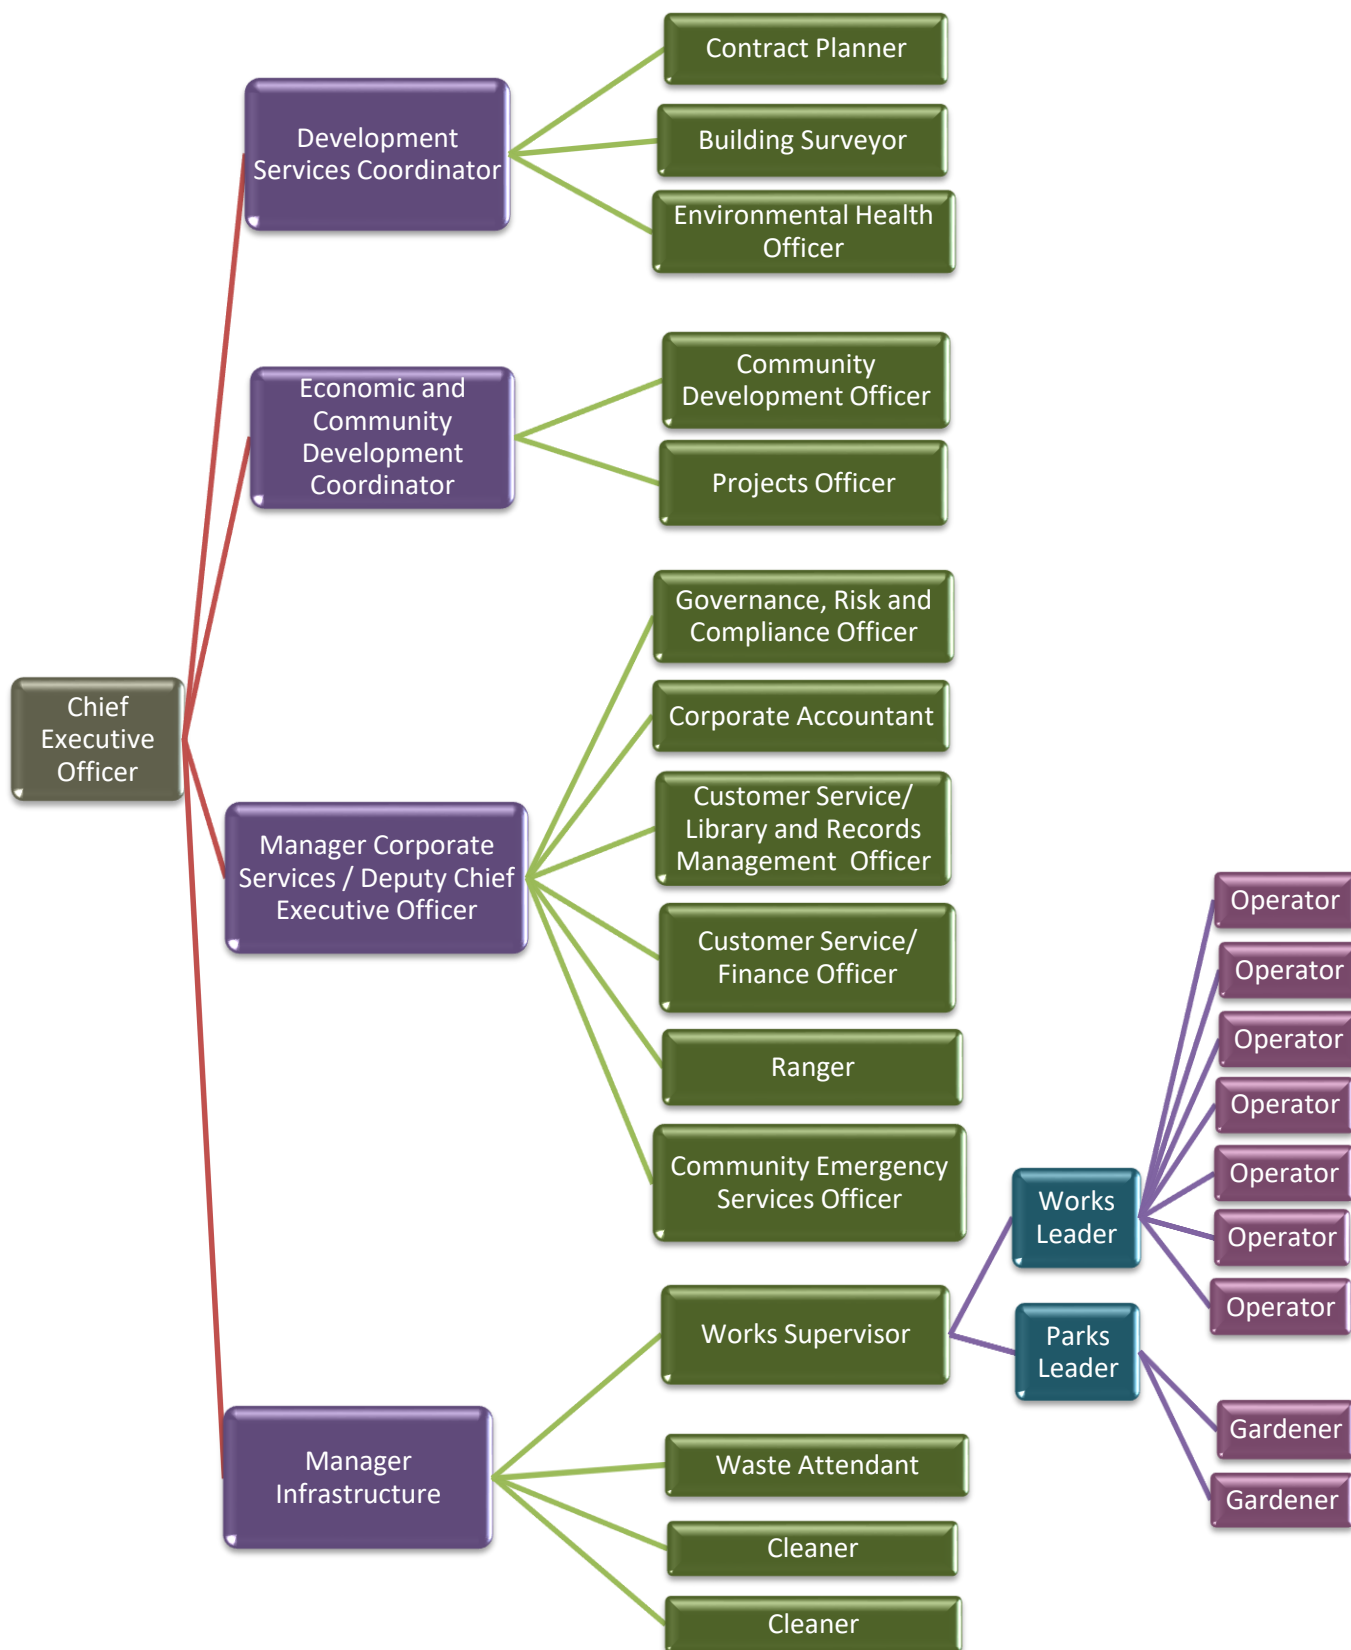 Contract Planner
Development
Services Coordinator
Building Surveyor
Environmental Health
Officer
Economic and
Community
Development
Coordinator
Community
Development Officer
Projects Officer
Chief
Executive
Officer
Manager Corporate
Services / Deputy Chief
Executive Officer
Governance, Risk and
Compliance Officer
Corporate Accountant
Customer Service/
Library and Records
Management  Officer
Customer Service/
Finance Officer
Ranger
Community Emergency
Services Officer
Manager
Infrastructure
Works Supervisor
Works
Leader
Operator
Operator
Operator
Operator
Operator
Operator
Operator
Parks
Leader
Gardener
Gardener
Waste Attendant
Cleaner
Cleaner